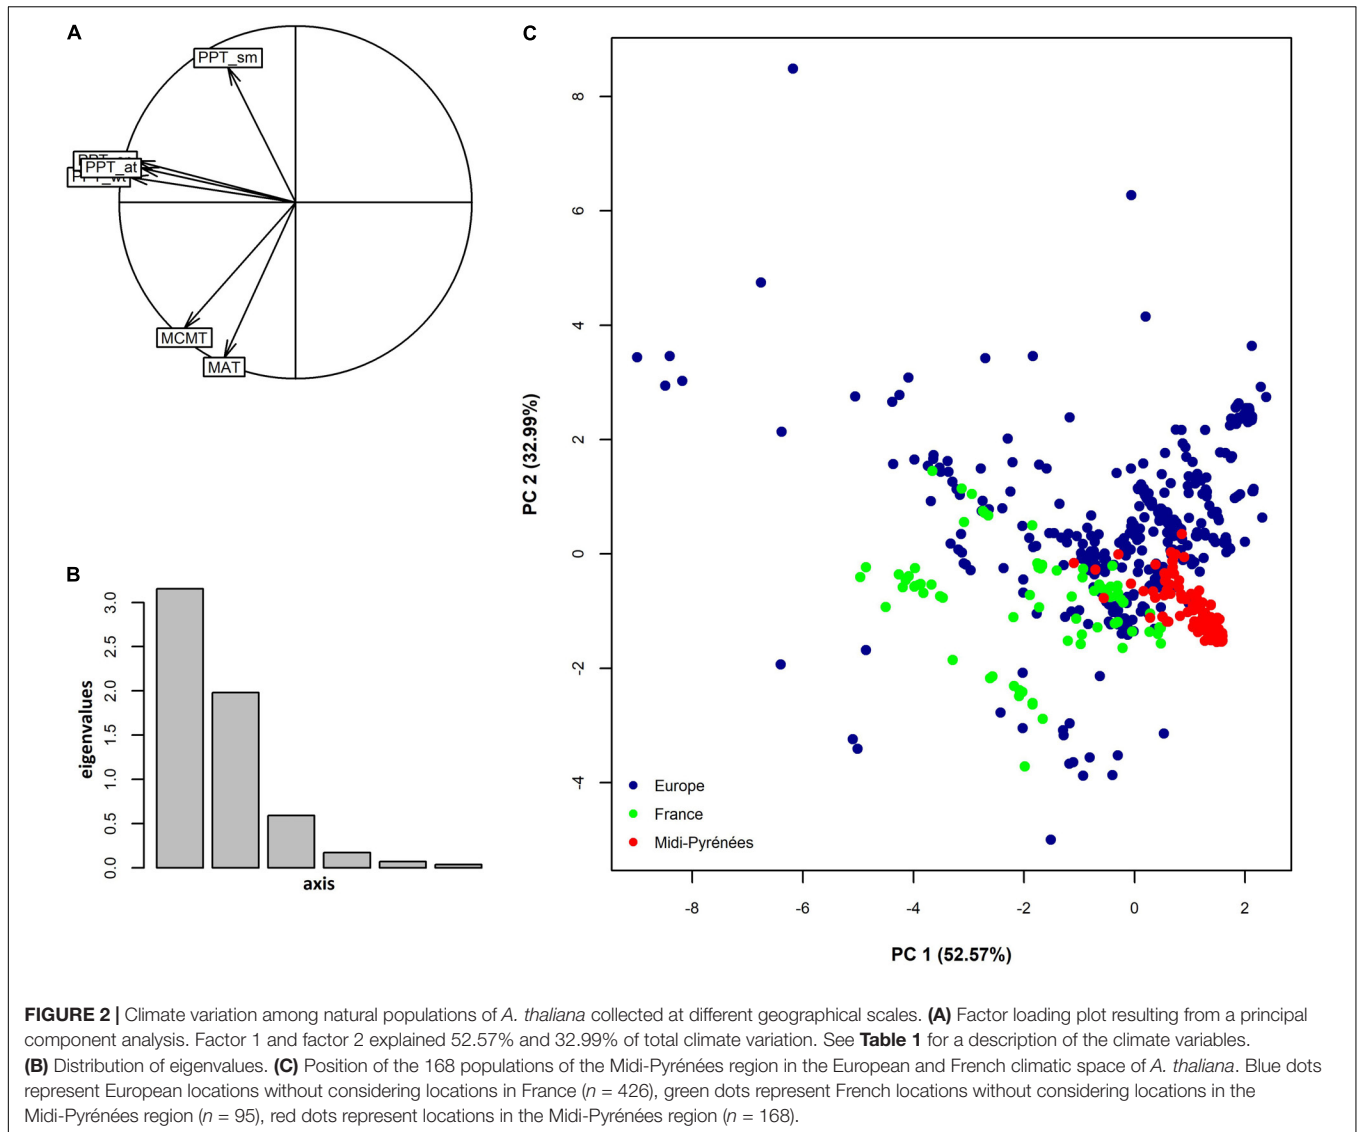 A
PPT_sm
PPT_at
MCMT
MAT
B
eigenvalues
0.0 0.5 1.0 1.5 2.0 2.5 3.0
axis
C
PC 2 (32.99%)
8
6
4
2
0
-2
-4
Europe
France
Midi-Pyrénées
-8 -6 -4 -2 0 2
PC 1 (52.57%)
FIGURE 2 | Climate variation among natural populations of A. thaliana collected at different geographical scales. (A) Factor loading plot resulting from a principal
component analysis. Factor 1 and factor 2 explained 52.57% and 32.99% of total climate variation. See Table 1 for a description of the climate variables.
(B) Distribution of eigenvalues. (C) Position of the 168 populations of the Midi-Pyrénées region in the European and French climatic space of A. thaliana. Blue dots
represent European locations without considering locations in France (n = 426), green dots represent French locations without considering locations in the
Midi-Pyrénées region (n = 95), red dots represent locations in the Midi-Pyrénées region (n = 168).